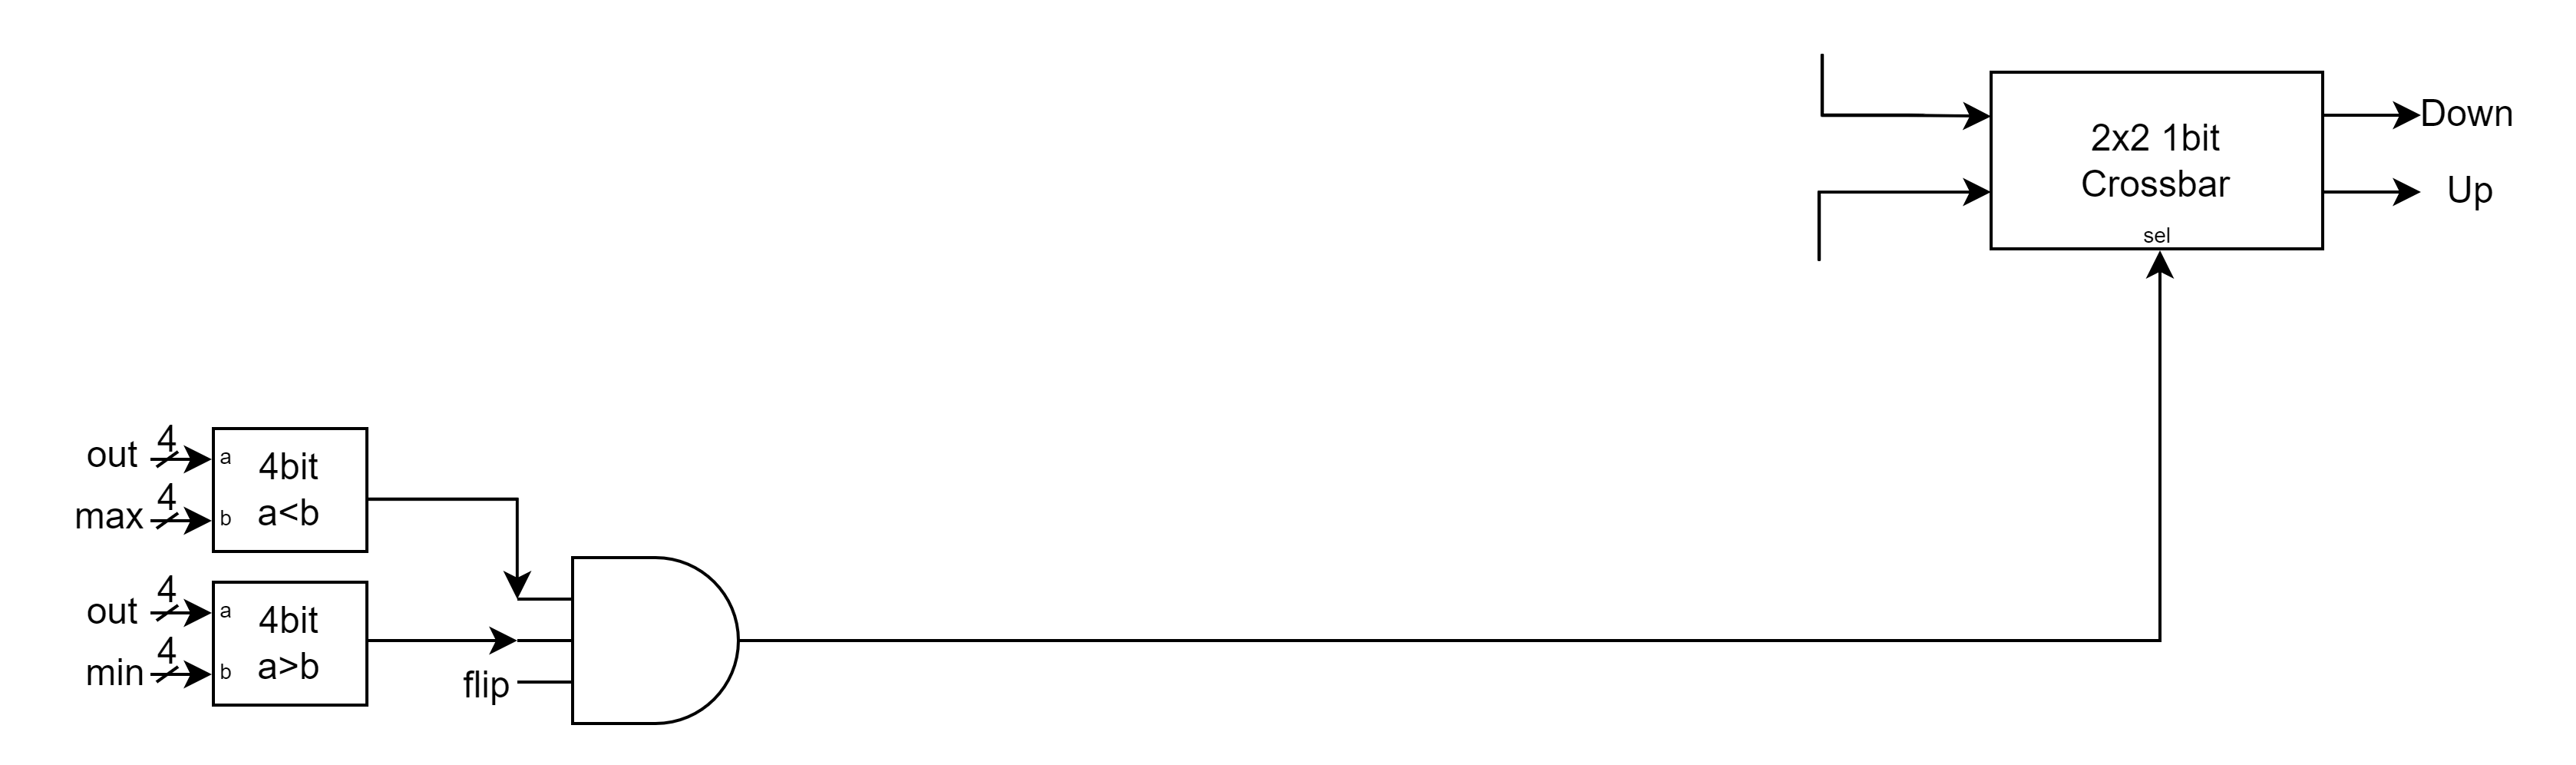 Down
2x2 1bit
Crossbar
Up
sel
4
out
a
4bit
4
max
b
a<b
4
out
a
4bit
4
min
b
a>b
flip